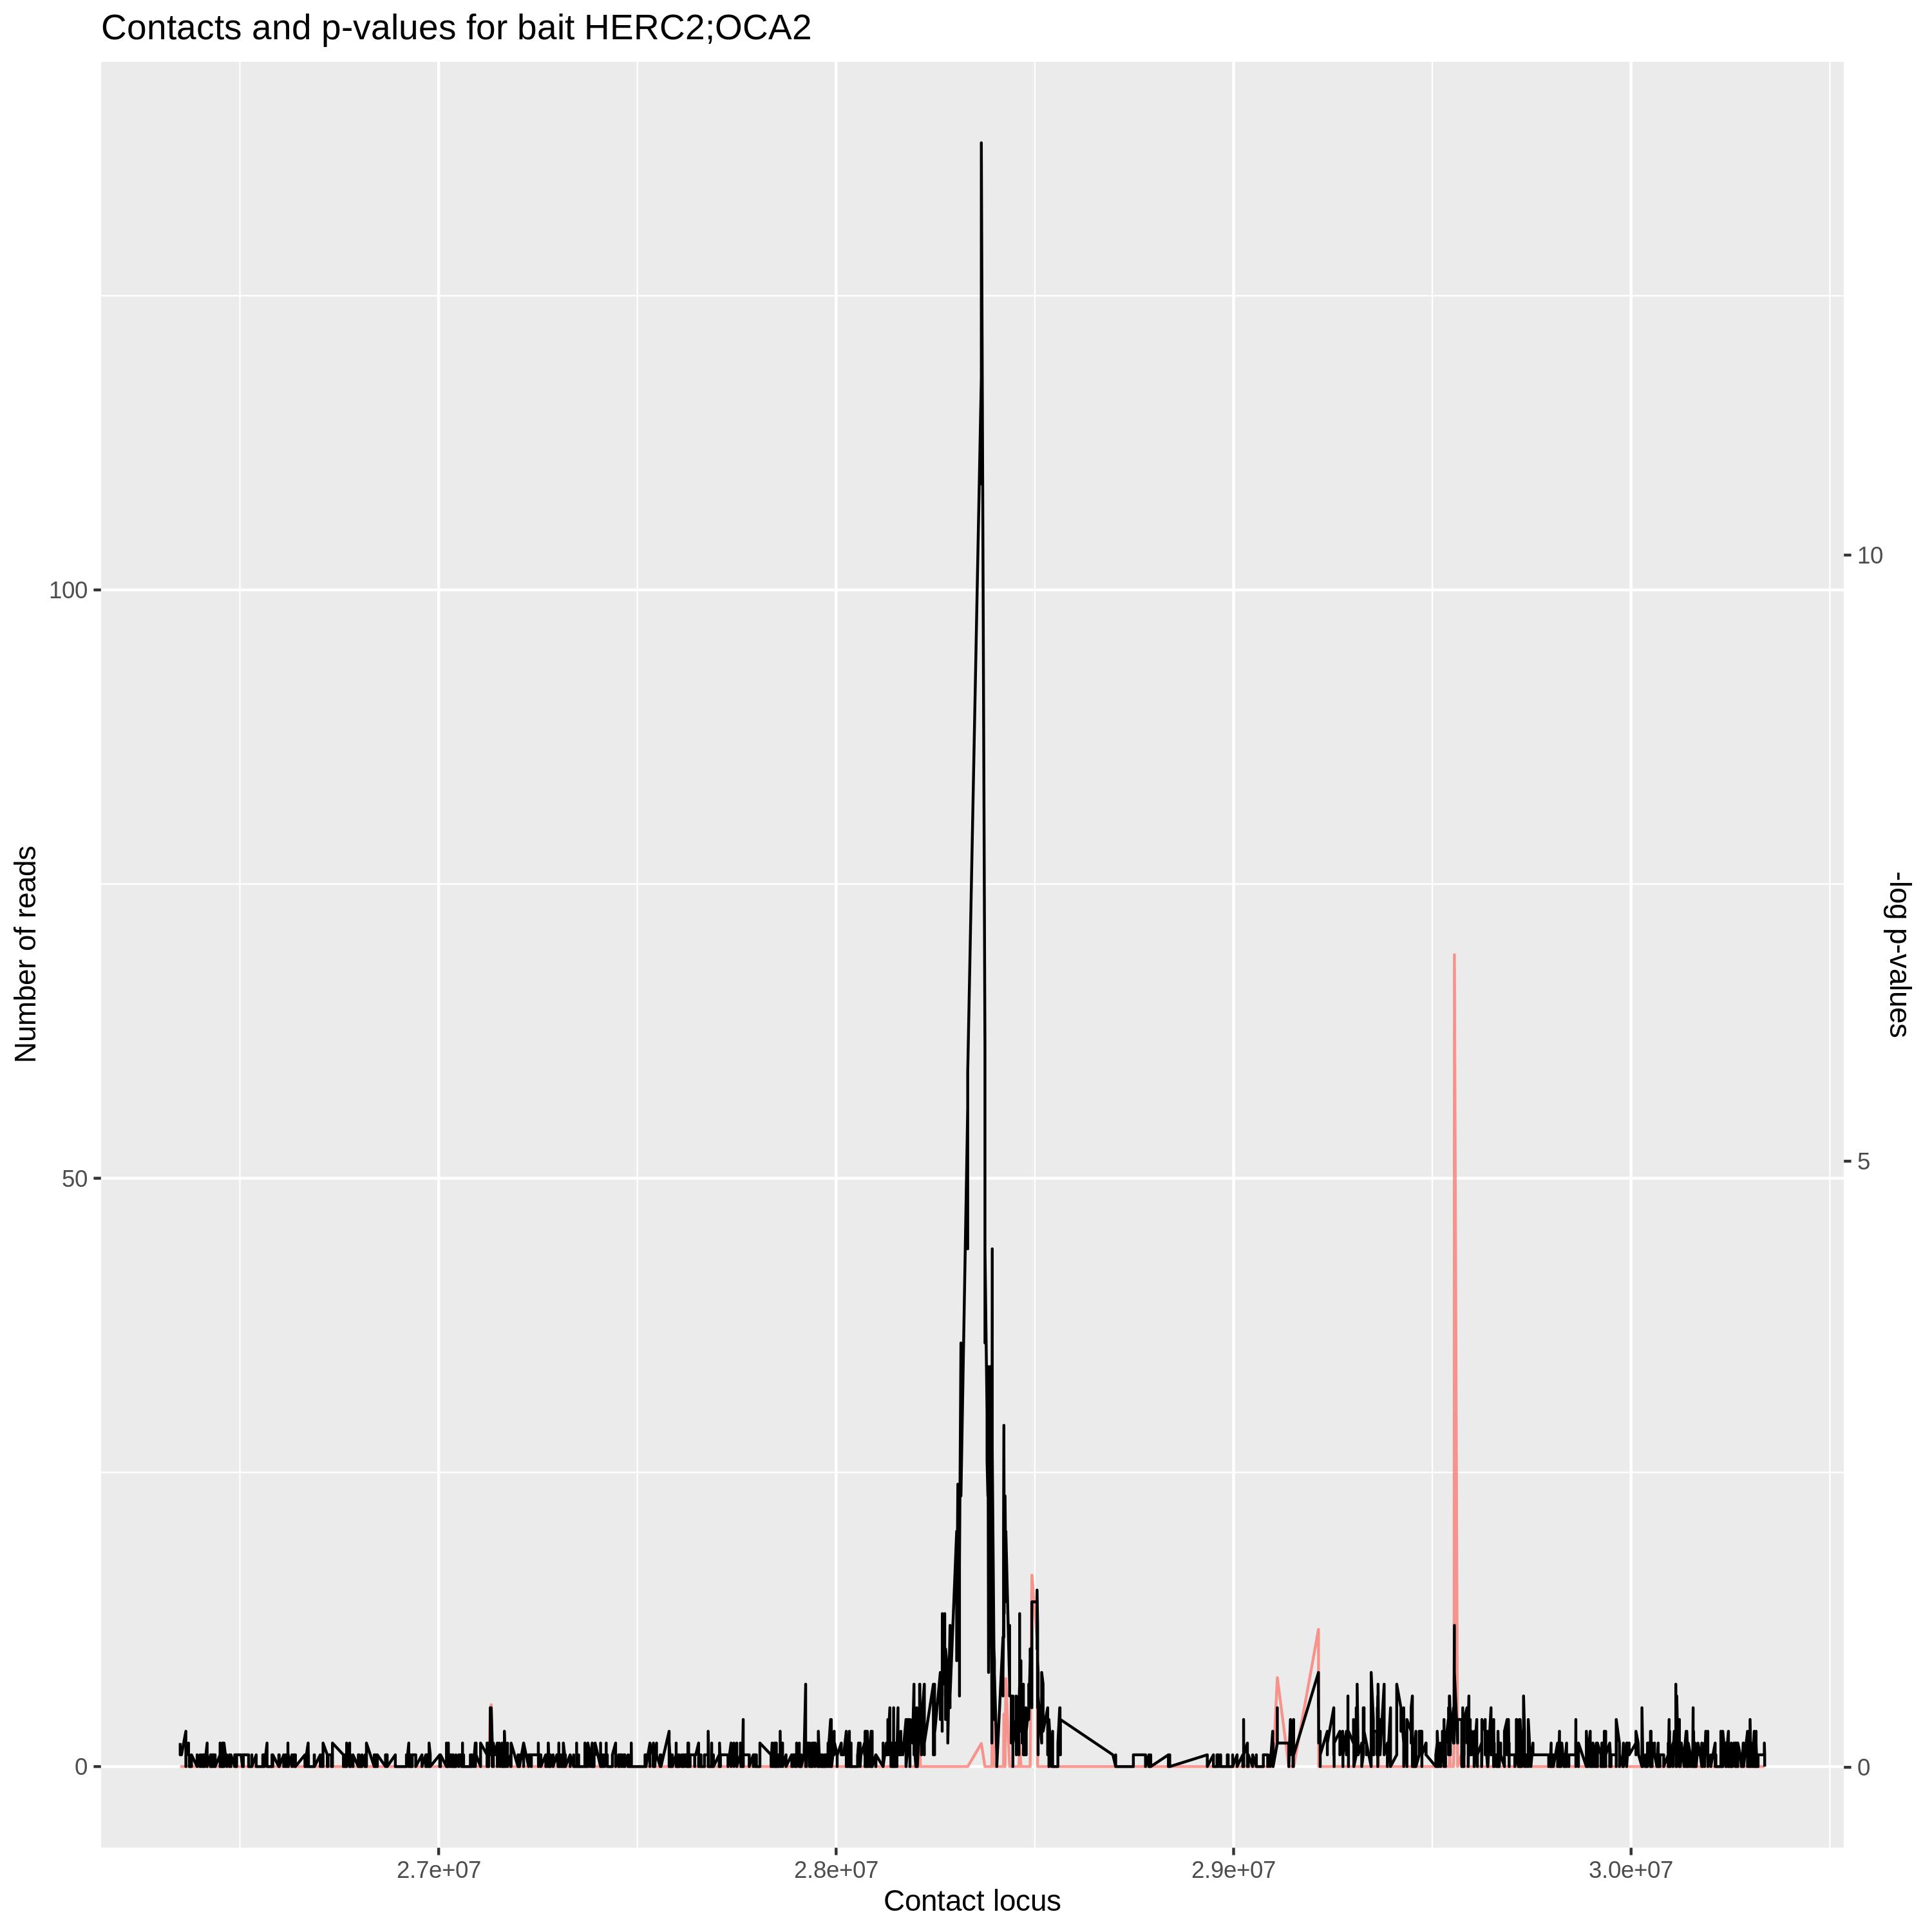 Contacts and p-values for bait HERC2;OCA2
100
50
0
Number of reads
10
5
0
-log p-values
2.7e+07 2.8e+07 2.9e+07 3.0e+07
Contact locus